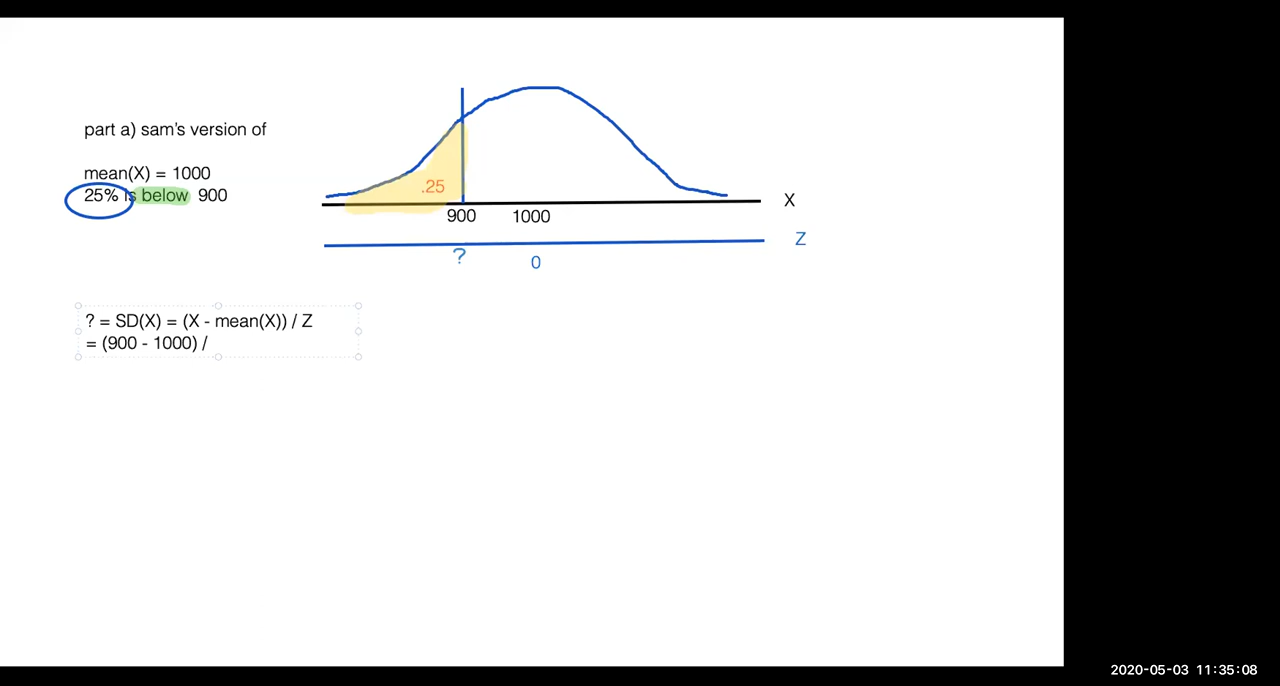 part a) sam's version of
mean(X) = 1000
25% is below 900
.25
900 1000
X
Z
?
0
? = SD(X) = (X - mean(X)) / Z
= (900 - 1000) /
2020-05-03 11:35:08